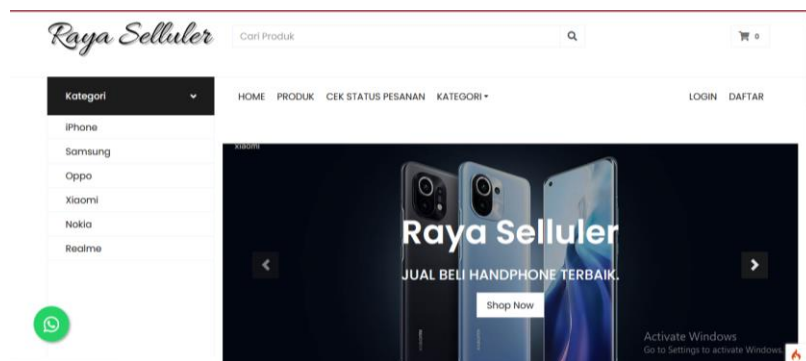 Raya Selluler
Cari Produk
0
Kategori
HOME PRODUK CEK STATUS PESANAN KATEGORI
LOGIN DAFTAR
iPhone
Samsung
Oppo
Xiaomi
Nokia
Realme
xiaomi
Raya Selluler
JUAL BELI HANDPHONE TERBAIK.
Shop Now
Activate Windows
Go to Settings to activate Windows.